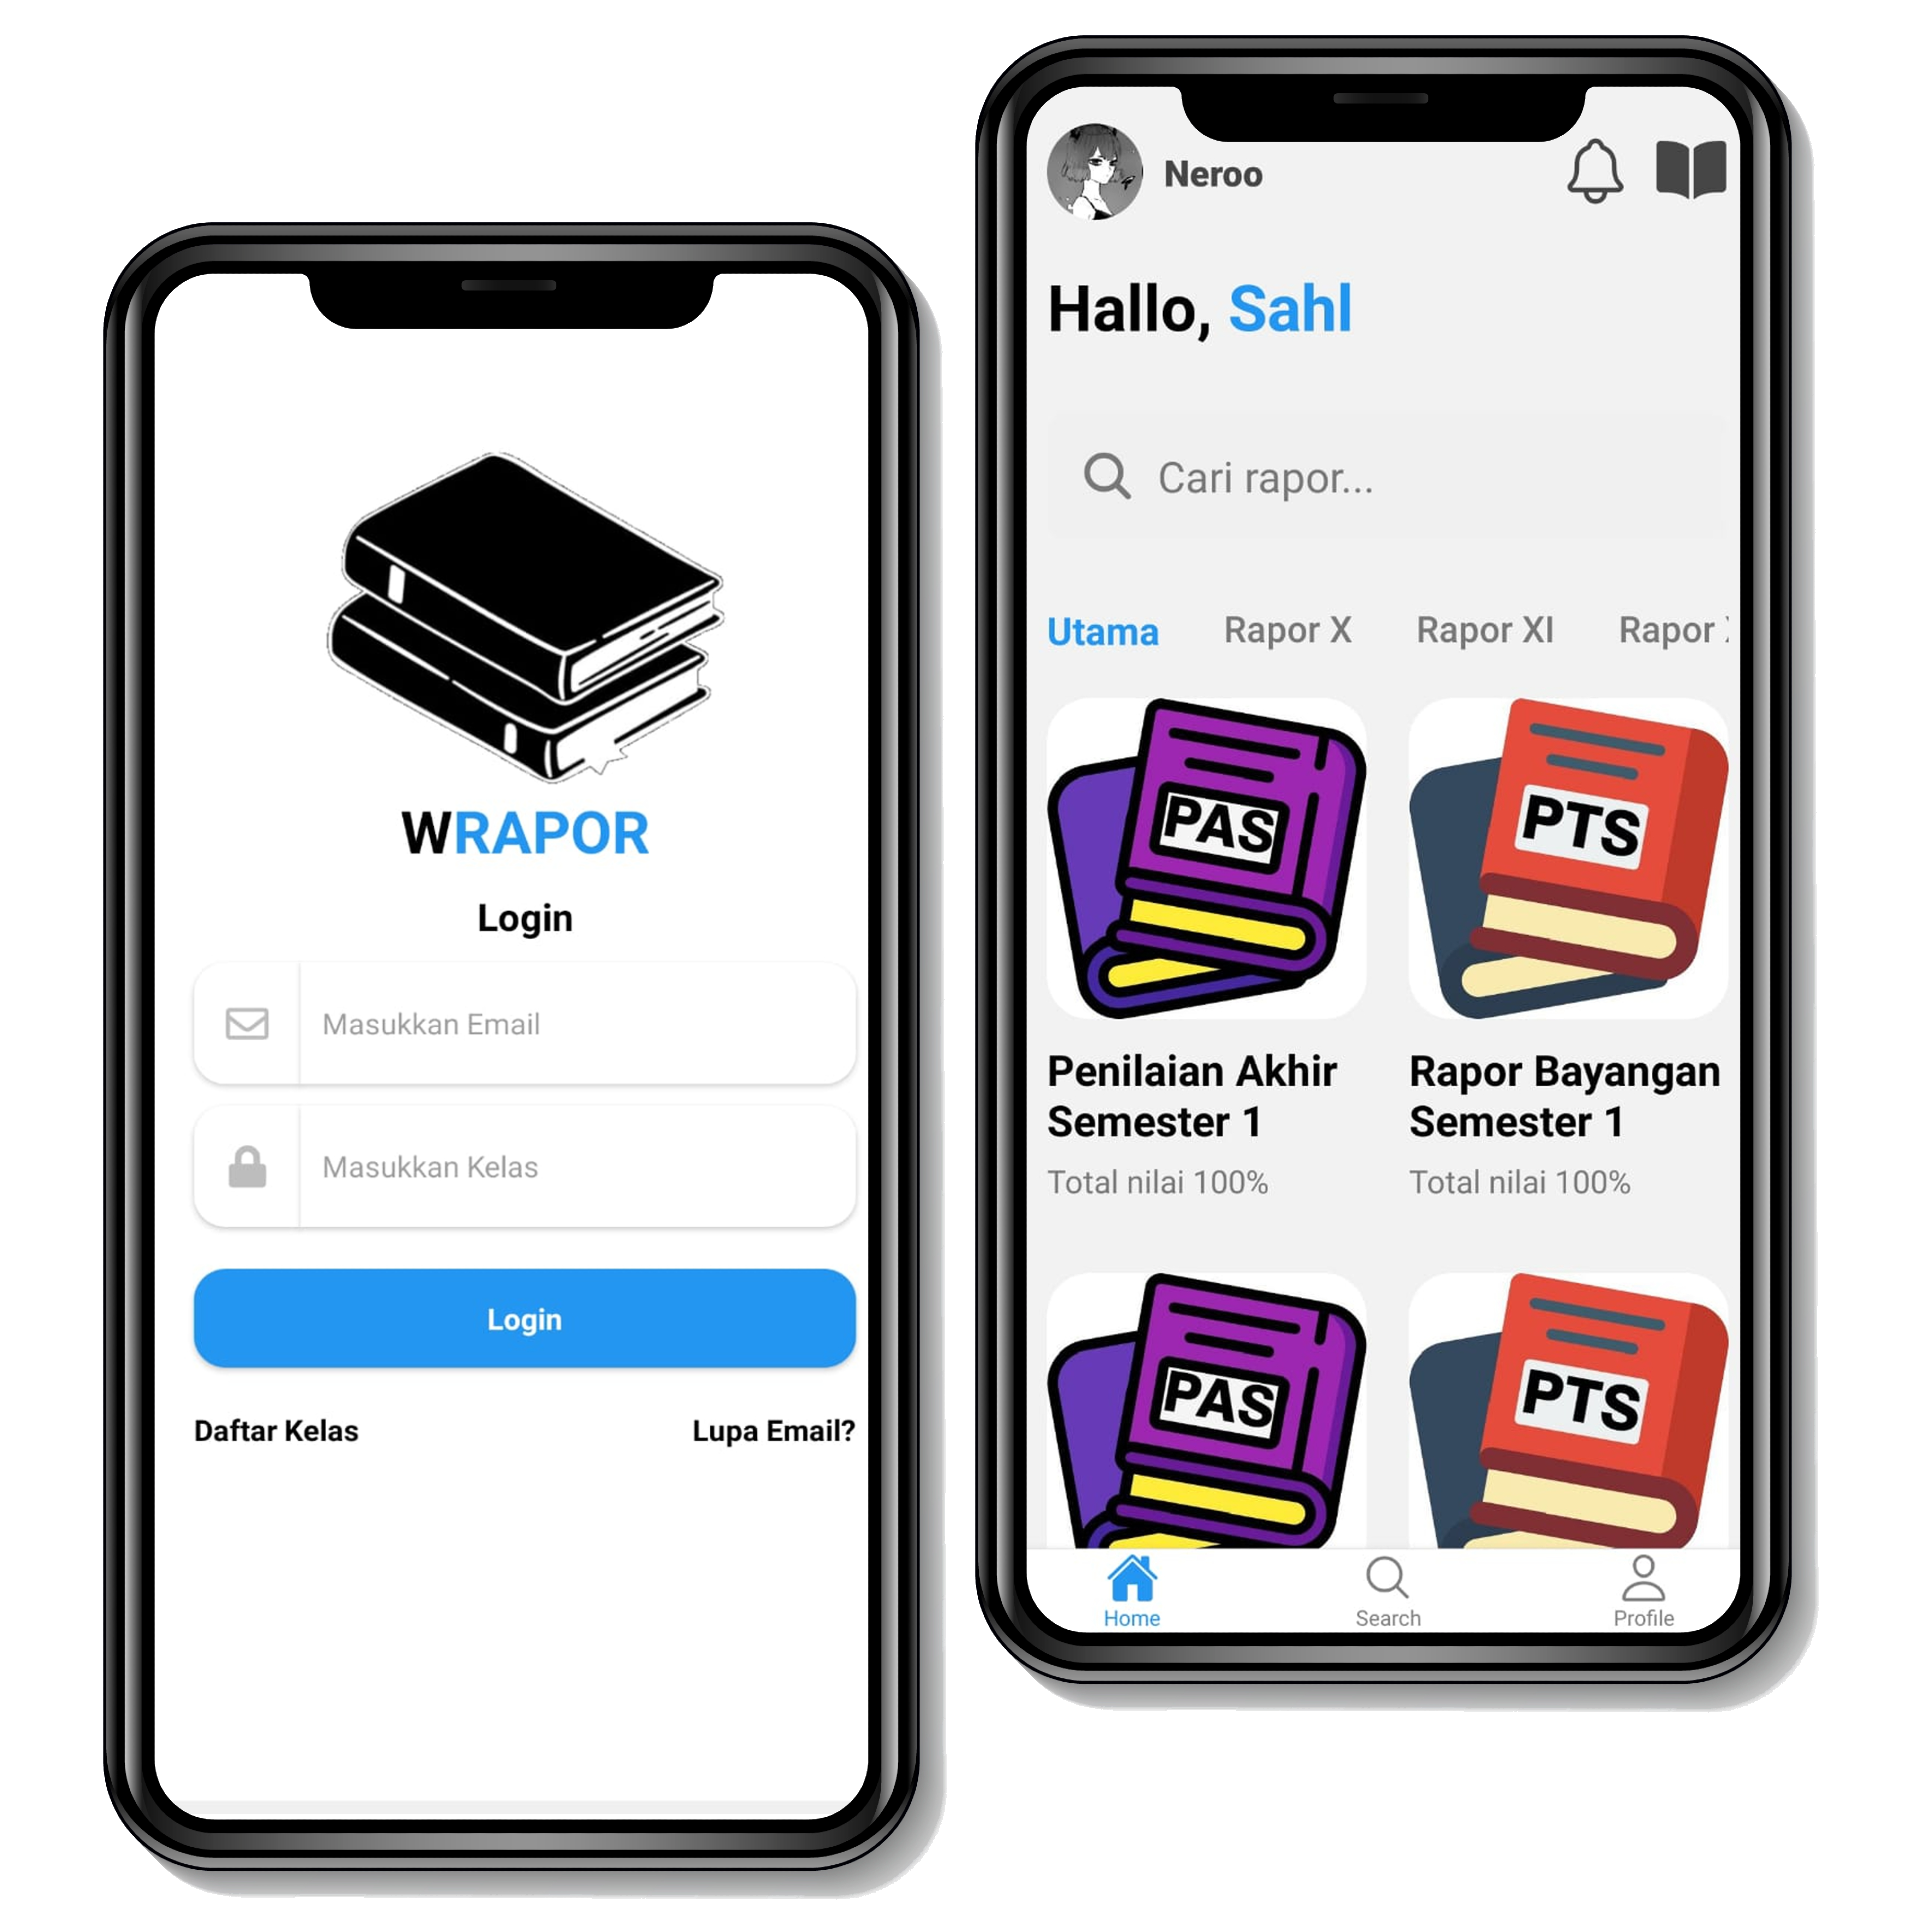 WRAPOR
Login
Masukkan Email
Masukkan Kelas
Login
Daftar Kelas
Lupa Email?
Neroo
Hallo, Sahl
Cari rapor...
Utama
Rapor X
Rapor XI
Rapor
PAS
PTS
Penilaian Akhir
Semester 1
Total nilai 100%
Rapor Bayangan
Semester 1
Total nilai 100%
PAS
PTS
Home
Search
Profile